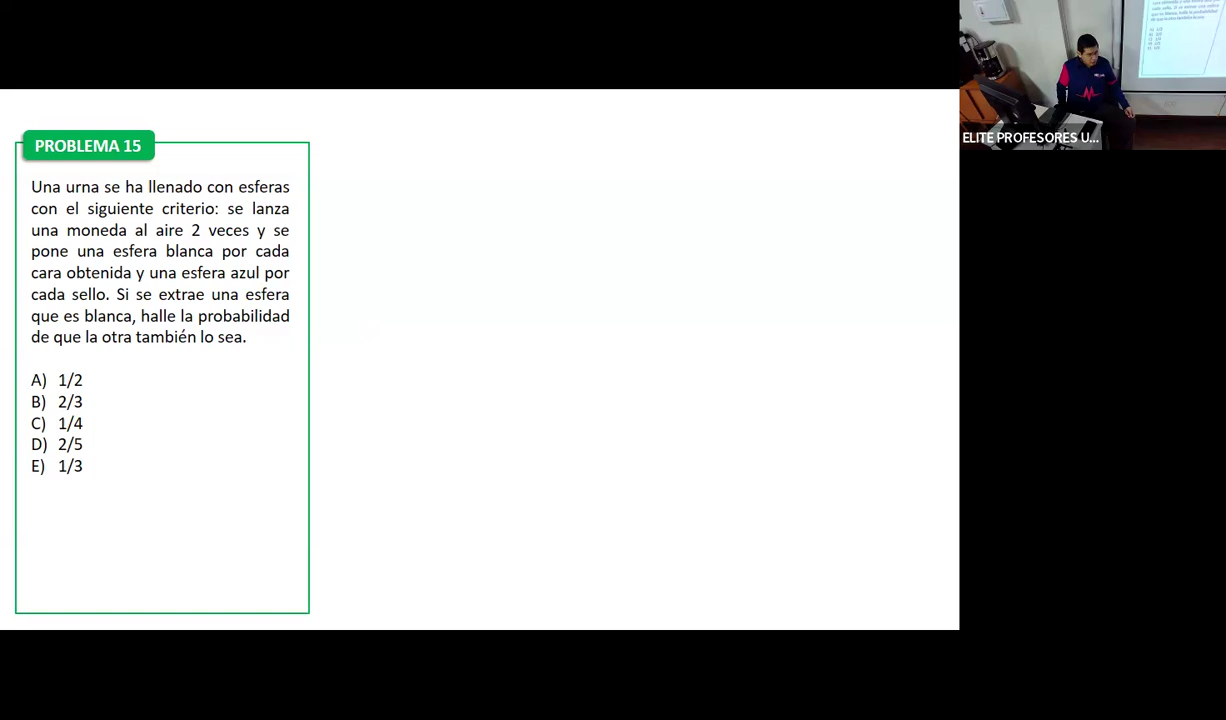 PROBLEMA 15
Una urna se ha llenado con esferas
con el siguiente criterio: se lanza
una moneda al aire 2 veces y se
pone una esfera blanca por cada
cara obtenida y una esfera azul por
cada sello. Si se extrae una esfera
que es blanca, halle la probabilidad
de que la otra también lo sea.
A) 1/2
B) 2/3
C) 1/4
D) 2/5
E) 1/3
ELITE PROFESORES U...